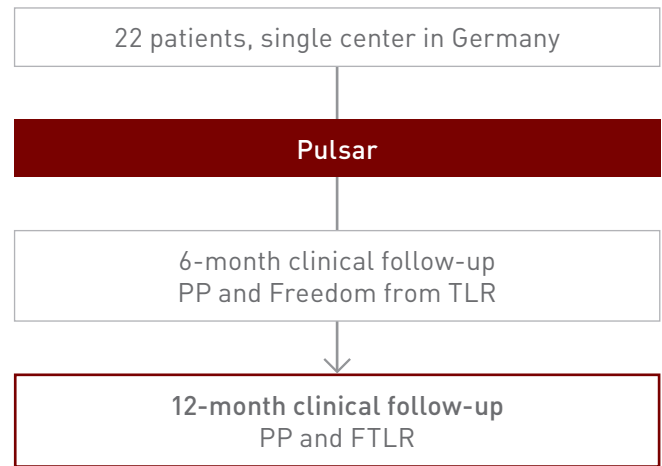 22 patients, single center in Germany
Pulsar
6-month clinical follow-up
PP and Freedom from TLR
12-month clinical follow-up
PP and FTLR